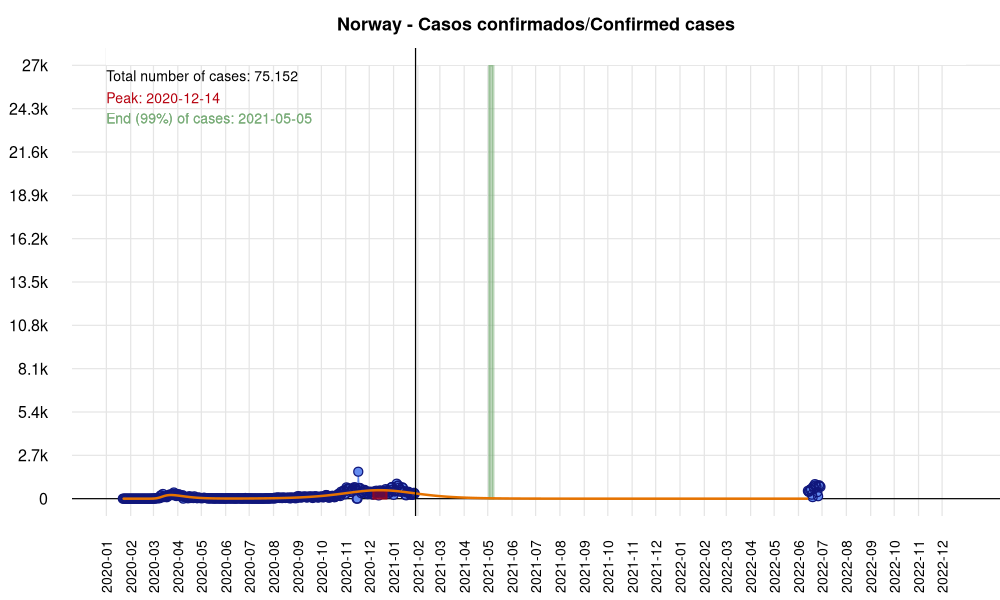 Norway - Casos confirmados/Confirmed cases
27k
24.3k
21.6k
18.9k
16.2k
13.5k
10.8k
8.1k
5.4k
2.7k
0
Total number of cases: 75.152
Peak: 2020-12-14
End (99%) of cases: 2021-05-05
2020-01
2020-02
2020-03
2020-04
2020-05
2020-06
2020-07
2020-08
2020-09
2020-10
2020-11
2020-12
2021-01
2021-02
2021-03
2021-04
2021-05
2021-06
2021-07
2021-08
2021-09
2021-10
2021-11
2021-12
2022-01
2022-02
2022-03
2022-04
2022-05
2022-06
2022-07
2022-08
2022-09
2022-10
2022-11
2022-12